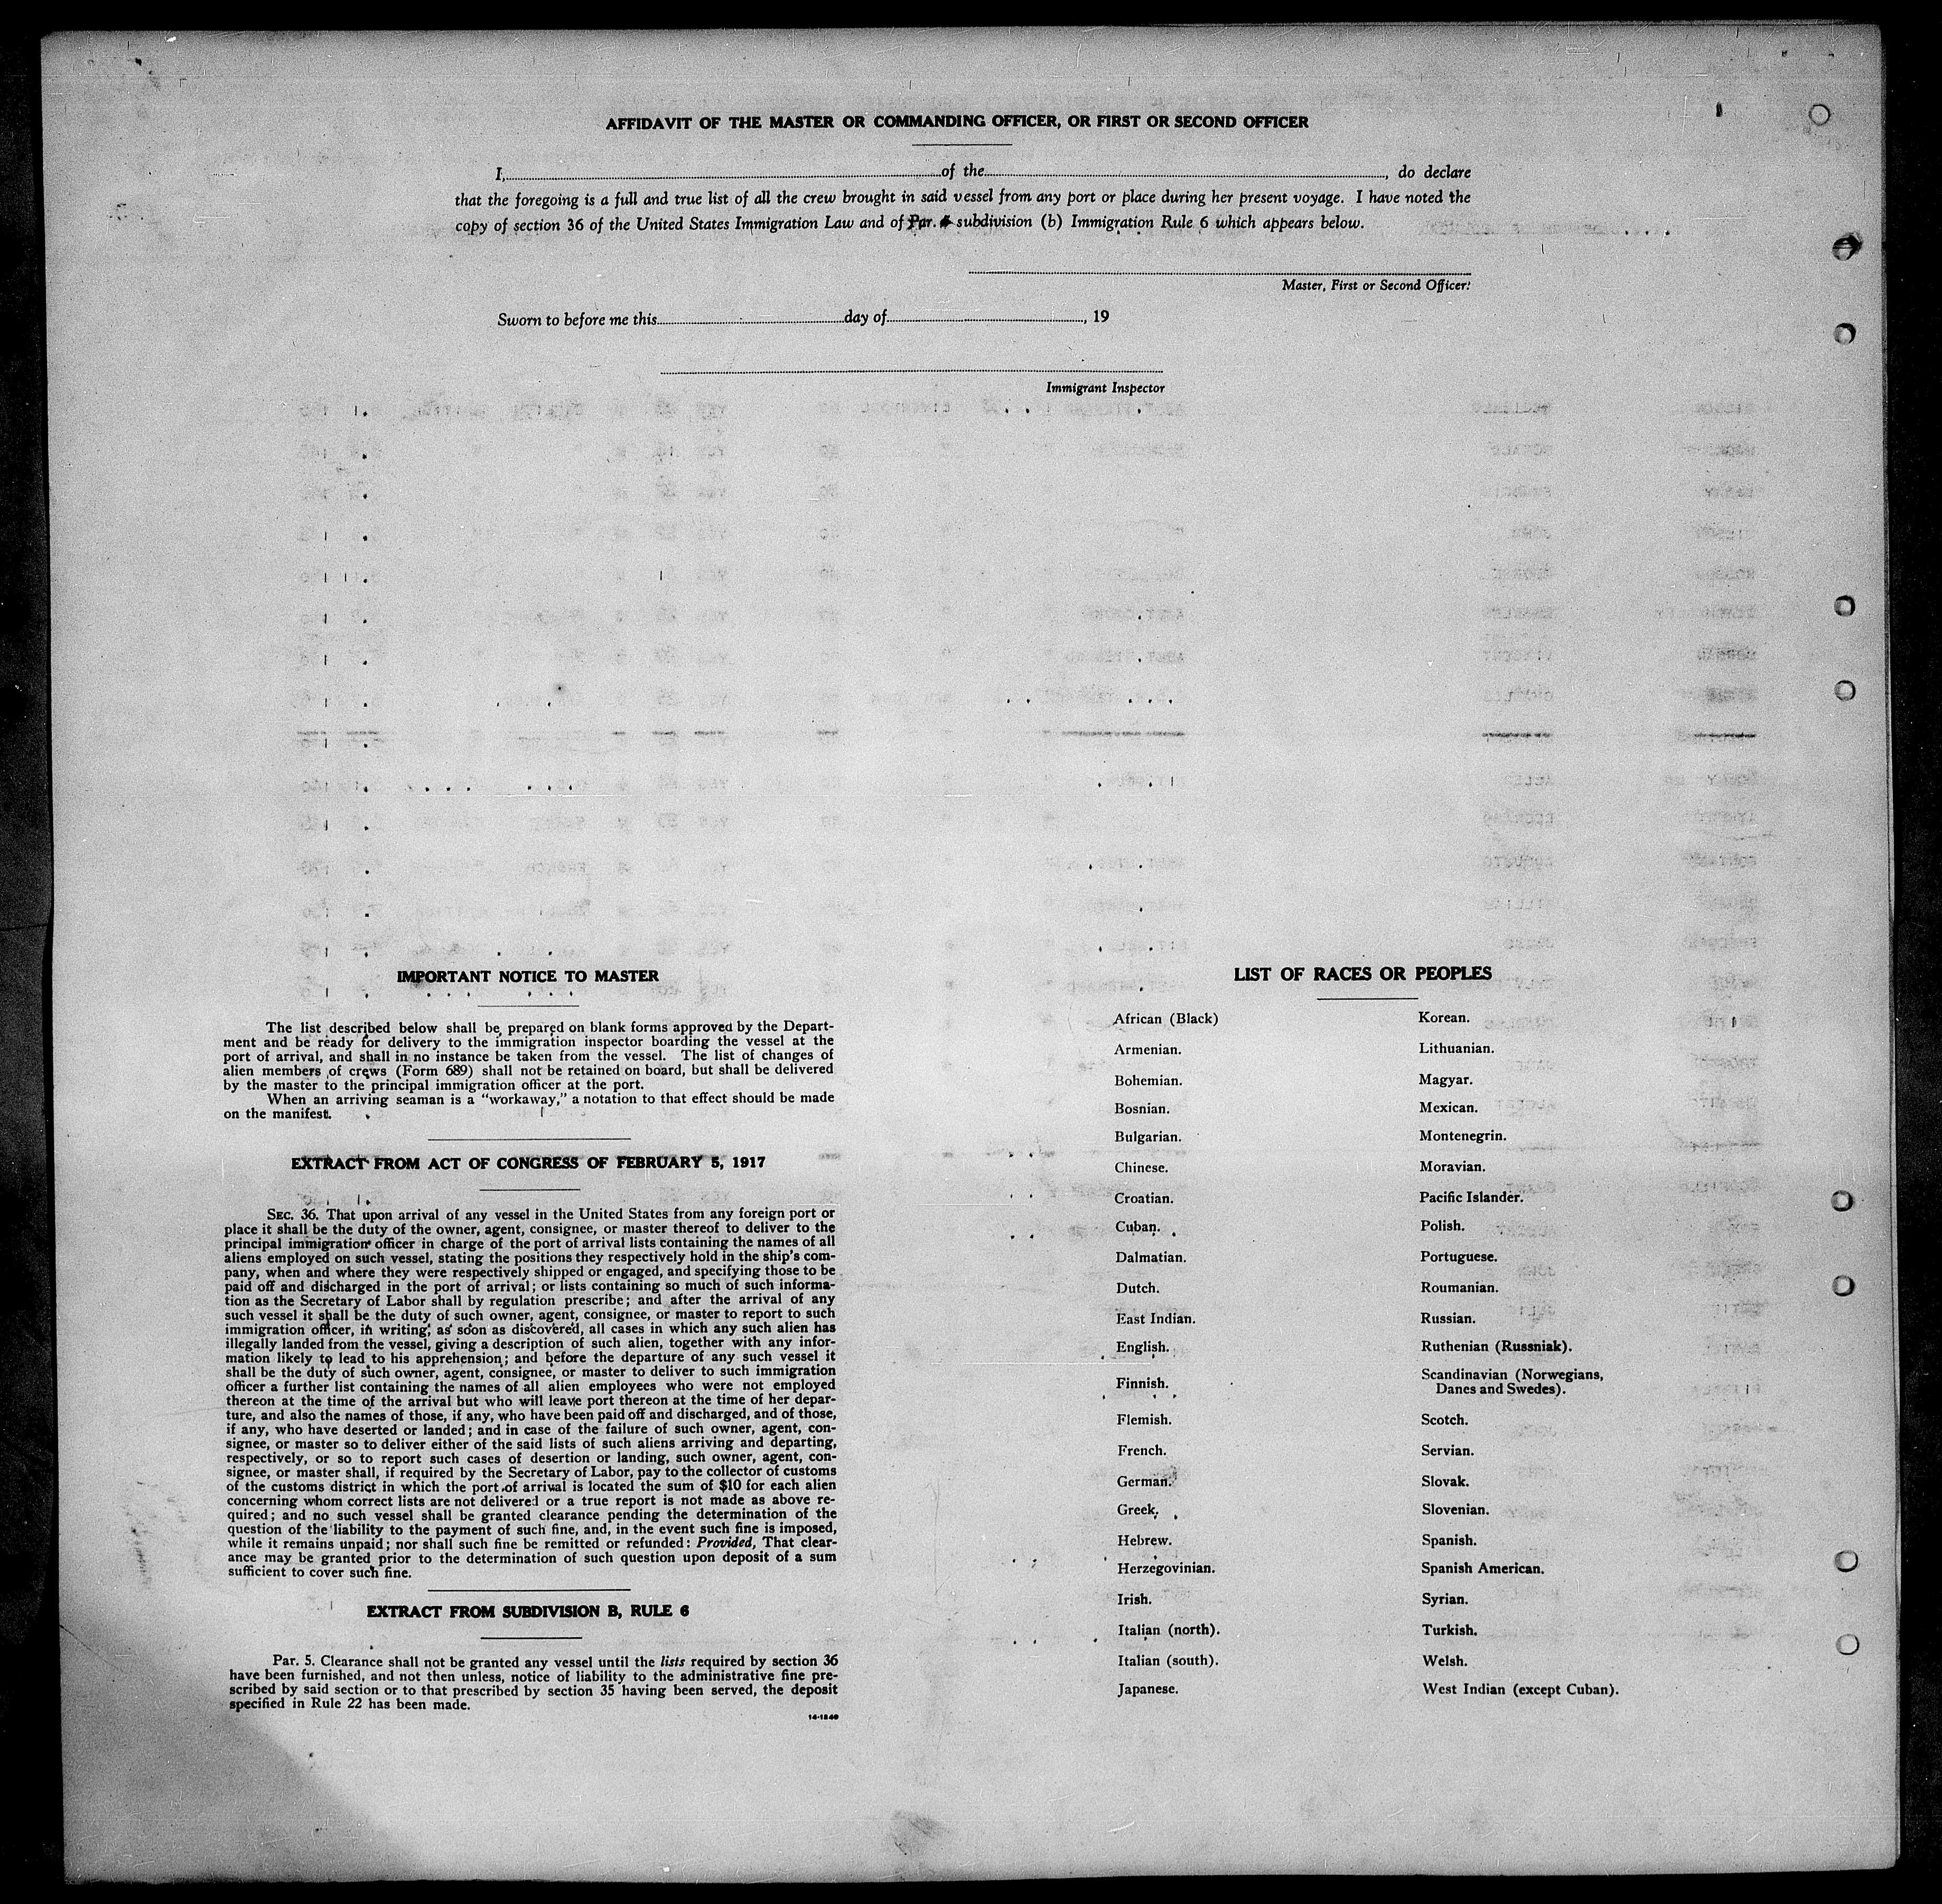 AFFIDAVIT OF THE MASTER OR COMMANDING OFFICER, OR FIRST OR SECOND OFFICER
I, of the , do declare
that the foregoing is a full and true list of all the crew brought in said vessel from any port or place during her present voyage. I have noted the
copy of section 36 of the United States Immigration Law and of Par. 5 subdivision (b) Immigration Rule 6 which appears below.
Master, First or Second Officer.
Sworn to before me this day of , 19
Immigrant Inspector
IMPORTANT NOTICE TO MASTER
The list described below shall be prepared on blank forms approved by the Depart-
ment and be ready for delivery to the immigration inspector boarding the vessel at the
port of arrival, and shall in no instance be taken from the vessel. The list of changes of
alien members of crews (Form 689) shall not be retained on board, but shall be delivered
by the master to the principal immigration officer at the port.
When an arriving seaman is a "workaway," a notation to that effect should be made
on the manifest.
EXTRACT FROM ACT OF CONGRESS OF FEBRUARY 5, 1917
SEC. 36. That upon arrival of any vessel in the United States from any foreign port or
place it shall be the duty of the owner, agent, consignee, or master thereof to deliver to the
principal immigration officer in charge of the port of arrival lists containing the names of all
aliens employed on such vessel, stating the positions they respectively hold in the ship's com-
pany, when and where they were respectively shipped or engaged, and specifying those to be
paid off and discharged in the port of arrival; or lists containing so much of such informa-
tion as the Secretary of Labor shall by regulation prescribe; and after the arrival of any
such vessel it shall be the duty of such owner, agent, consignee, or master to report to such
immigration officer, in writing, as soon as discovered, all cases in which any such alien has
illegally landed from the vessel, giving a description of such alien, together with any infor-
mation likely to lead to his apprehension; and before the departure of any such vessel it
shall be the duty of such owner, agent, consignee, or master to deliver to such immigration
officer a further list containing the names of all alien employees who were not employed
thereon at the time of the arrival but who will leave port thereon at the time of her depar-
ture, and also the names of those, if any, who have been paid off and discharged, and of those,
if any, who have deserted or landed; and in case of the failure of such owner, agent, con-
signee, or master so to deliver either of the said lists of such aliens arriving and departing,
respectively, or so to report such cases of desertion or landing, such owner, agent, con-
signee, or master shall, if required by the Secretary of Labor, pay to the collector of customs
of the customs district in which the port of arrival is located the sum of $10 for each alien
concerning whom correct lists are not delivered or a true report is not made as above re-
quired; and no such vessel shall be granted clearance pending the determination of the
question of the liability to the payment of such fine, and, in the event such fine is imposed,
while it remains unpaid; nor shall such fine be remitted or refunded: Provided, That clear-
ance may be granted prior to the determination of such question upon deposit of a sum
sufficient to cover such fine.
EXTRACT FROM SUBDIVISION B, RULE 6
Par. 5. Clearance shall not be granted any vessel until the lists required by section 36
have been furnished, and not then unless, notice of liability to the administrative fine pre-
scribed by said section or to that prescribed by section 35 having been served, the deposit
specified in Rule 22 has been made.
14-1240
LIST OF RACES OR PEOPLES
African (Black)
Armenian.
Bohemian.
Bosnian.
Bulgarian.
Chinese.
Croatian.
Cuban.
Dalmatian.
Dutch.
East Indian.
English.
Finnish.
Flemish.
French.
German.
Greek.
Hebrew.
Herzegovinian.
Irish.
Italian (north).
Italian (south).
Japanese.
Korean.
Lithuanian.
Magyar.
Mexican.
Montenegrin.
Moravian.
Pacific Islander.
Polish.
Portuguese.
Roumanian.
Russian.
Ruthenian (Russniak).
Scandinavian (Norwegians,
Danes and Swedes).
Scotch.
Servian.
Slovak.
Slovenian.
Spanish.
Spanish American.
Syrian.
Turkish.
Welsh.
West Indian (except Cuban).